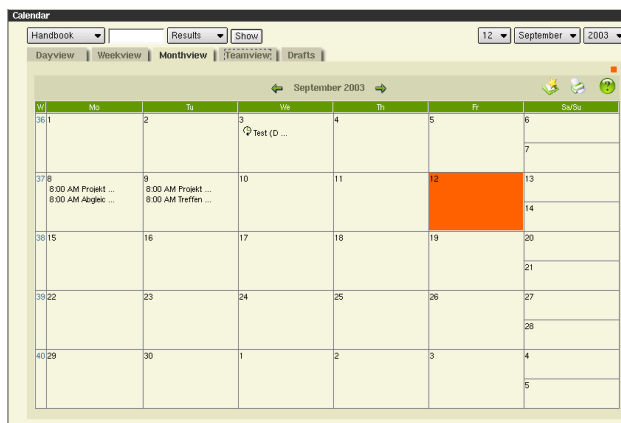 Calendar
Handbook Results Show 12 September 2003
Dayview Weekview Monthview Teamview Drafts
September 2003
W Mo Tu We Th Fr Sa/Su
36 1 2 3 4 5 6
Test (D ...
7
37 8 9 10 11 12 13
8:00 AM Projekt ... 8:00 AM Projekt ...
8:00 AM Abgleic ... 8:00 AM Treffen ...
14
38 15 16 17 18 19 20
21
39 22 23 24 25 26 27
28
40 29 30 1 2 3 4
5